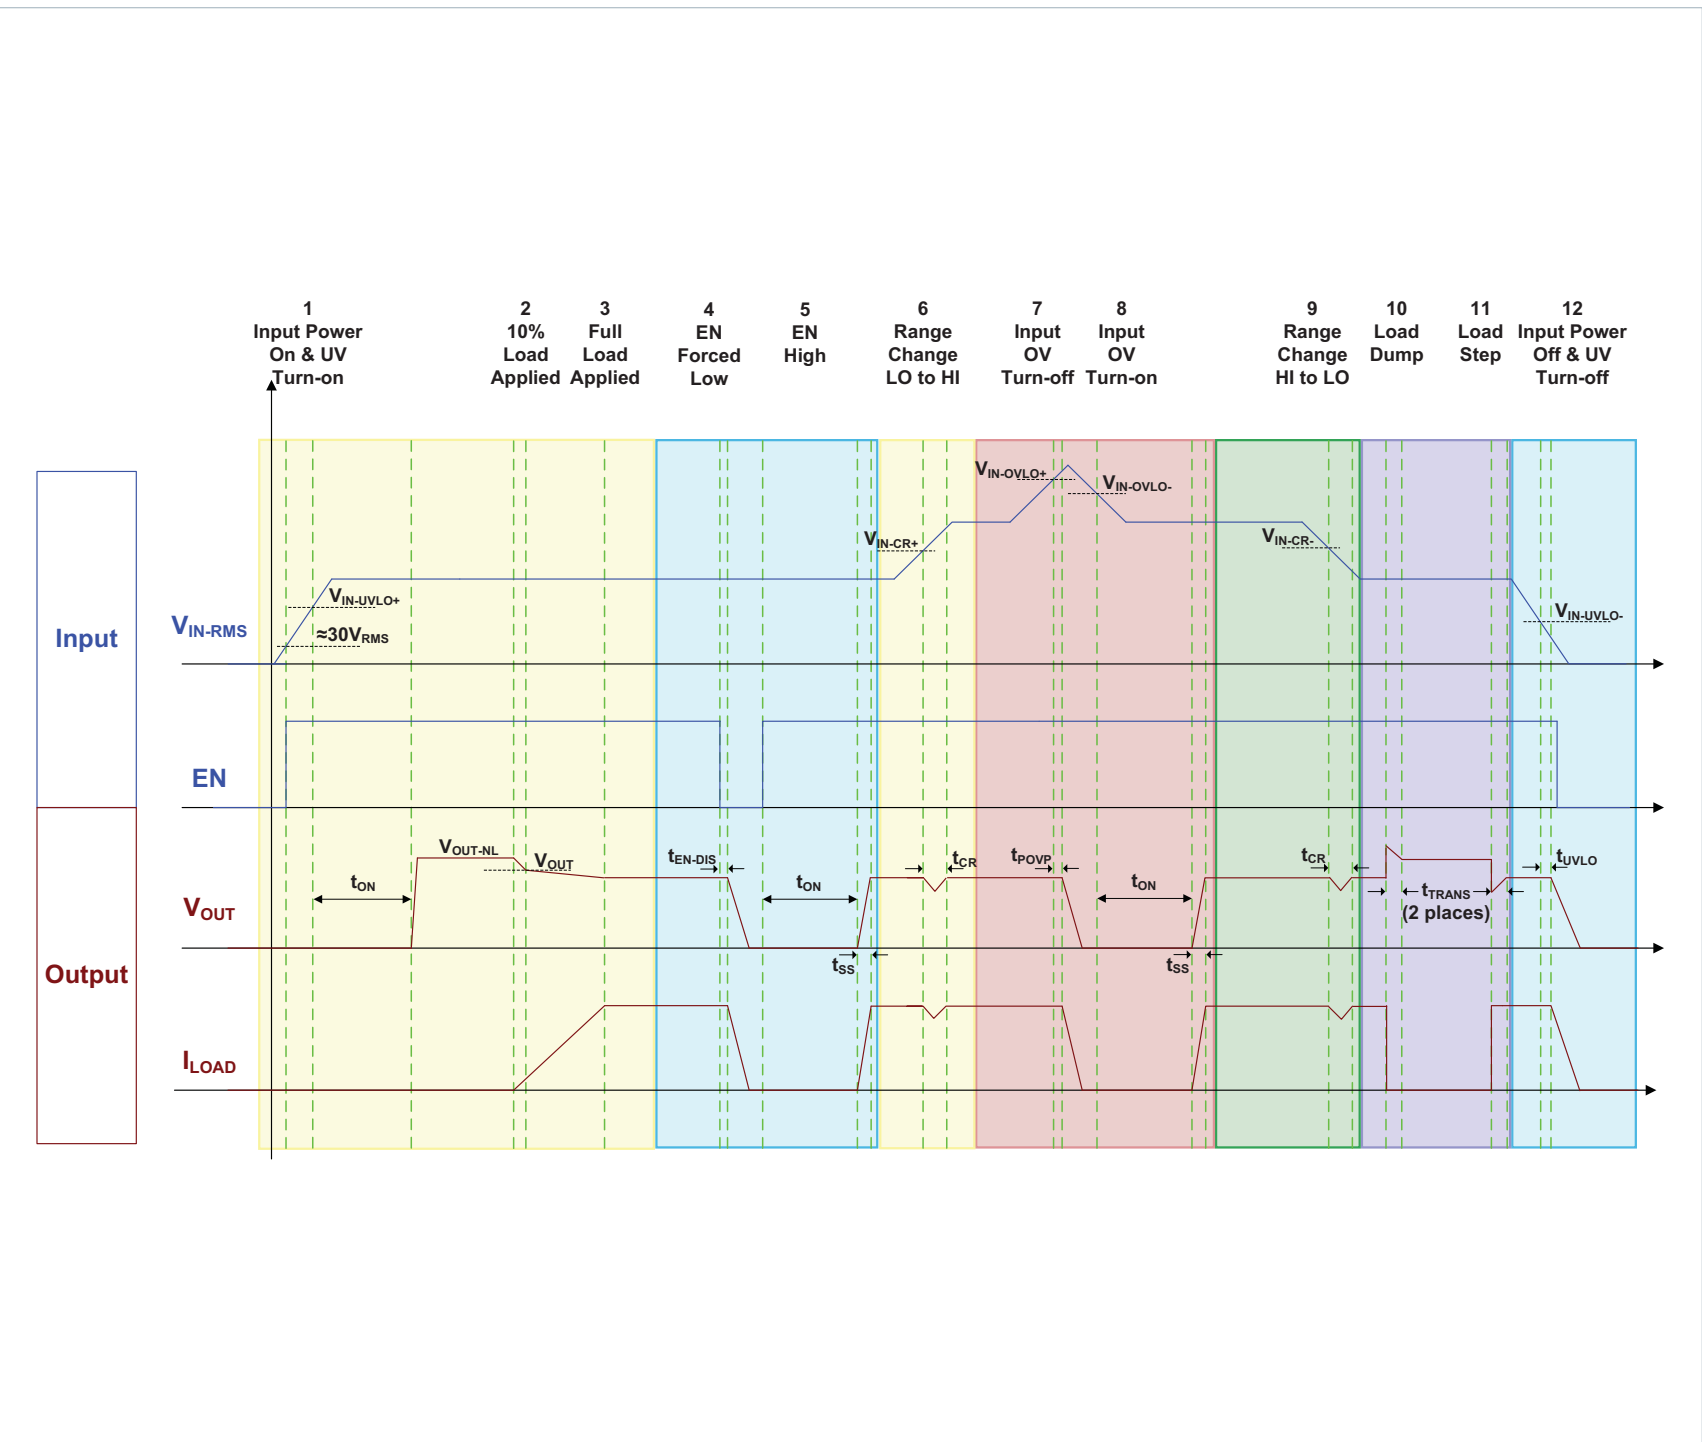 1
Input Power
On & UV
Turn-on
2
10%
Load
Applied
3
Full
Load
Applied
4
EN
Forced
Low
5
EN
High
6
Range
Change
LO to HI
7
Input
OV
Turn-off
8
Input
OV
Turn-on
9
Range
Change
HI to LO
10
Load
Dump
11
Load
Step
12
Input Power
Off & UV
Turn-off
Input
VIN-RMS
VIN-UVLO+
≈30VRMS
VIN-CR+
VIN-OVLO+
VIN-OVLO-
VIN-CR-
VIN-UVLO-
EN
Output
VOUT
tON
VOUT-NL
VOUT
tEN-DIS
tON
tSS
tCR
tPOVP
tON
tSS
tCR
tTRANS
(2 places)
tUVLO
ILOAD